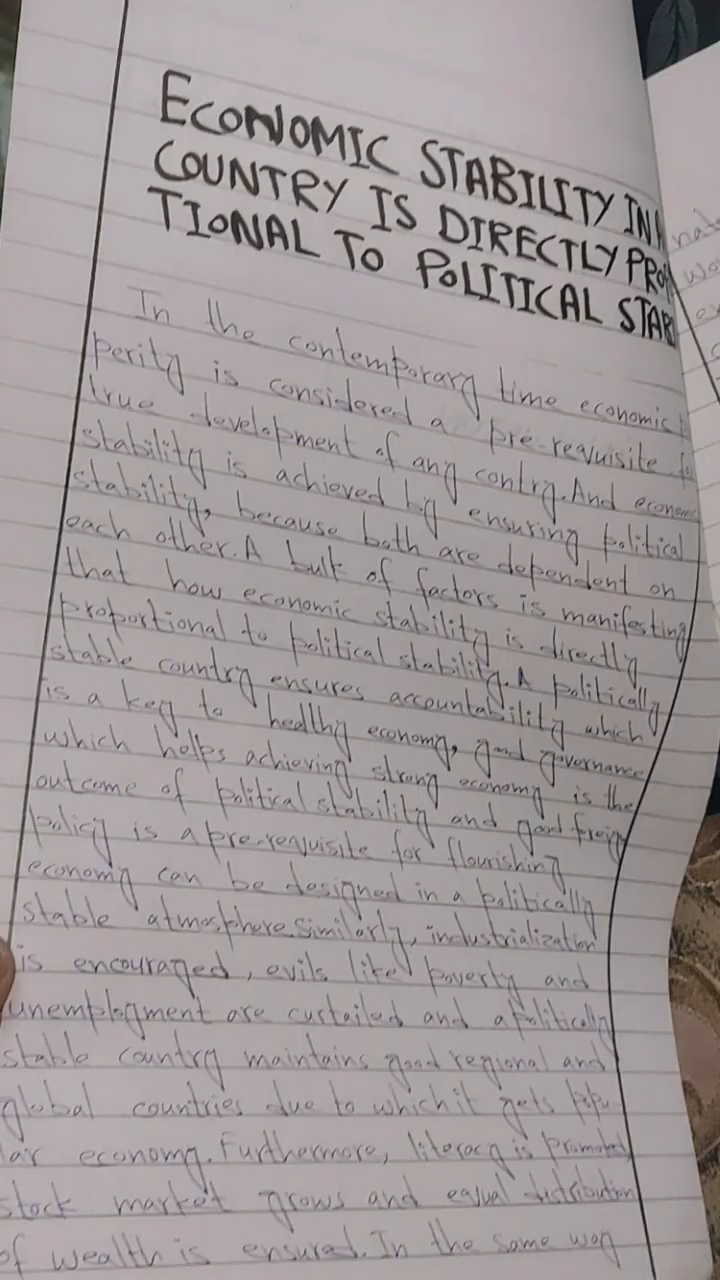 ECONOMIC STABILITY IN A
COUNTRY IS DIRECTLY PROP
TIONAL TO POLITICAL STAB
In the contemporary time economic
perity is considered a pre-requisite
true development of any contry. And econom
stability is achieved by ensuring political
stability, because both are dependent on
each other. A bulk of factors is manifesting
that how economic stability is directly
proportional to political stability. A politically
stable country ensures accountability which
is a key to healthy economy, good governance
which helps achieving strong economy is the
outcome of political stability and good freign
policy is a pre-requisite for flourishing
economy can be designed in a politically
stable atmosphere. Similarly, industrialization
is encouraged, evils like poverty and
unemployment are curtailed and a politically
stable country maintains good regional and
global countries due to which it gets popu-
lar economy. Furthermore, literacy is promoted
stock market grows and equal distribution
of wealth is ensured. In the same way
nat
wo